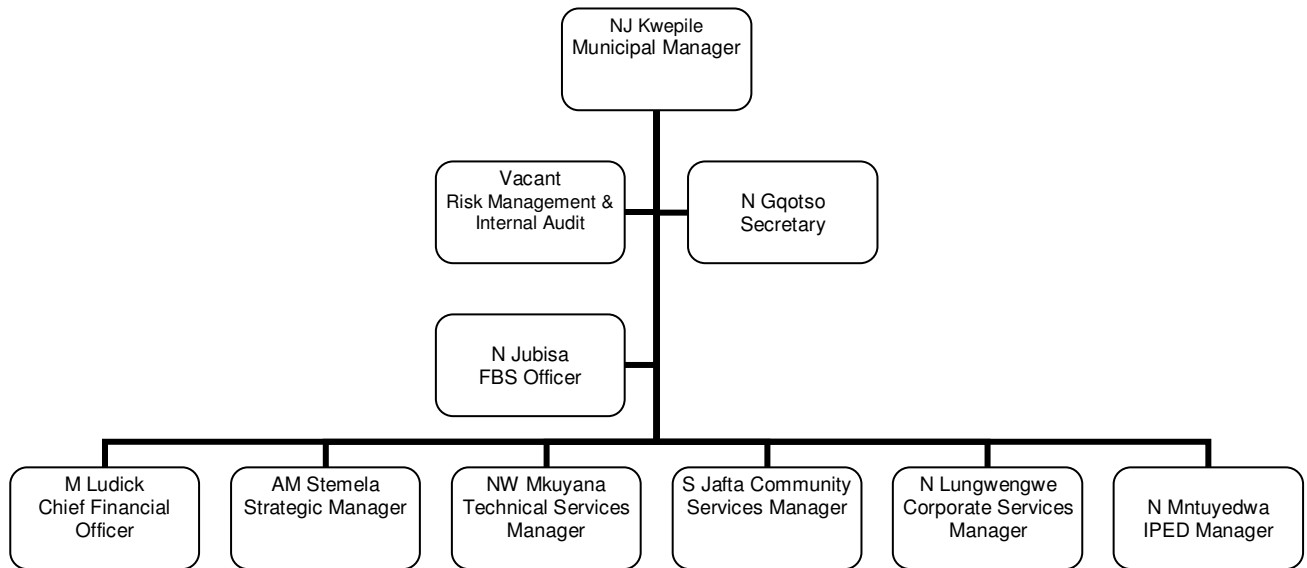 NJ Kwepile
Municipal Manager
Vacant
Risk Management &
Internal Audit
N Gqotso
Secretary
N Jubisa
FBS Officer
M Ludick
Chief Financial
Officer
AM Stemela
Strategic Manager
NW Mkuyana
Technical Services
Manager
S Jafta Community
Services Manager
N Lungwengwe
Corporate Services
Manager
N Mntuyedwa
IPED Manager